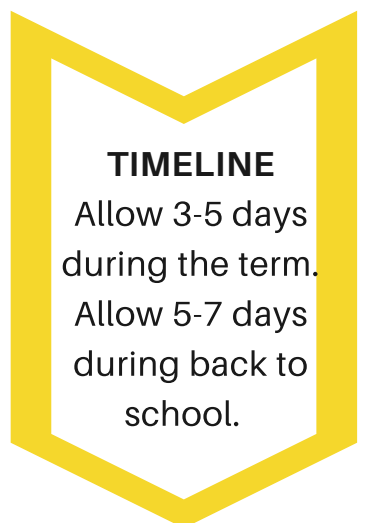 TIMELINE
Allow 3-5 days
during the term.
Allow 5-7 days
during back to
school.